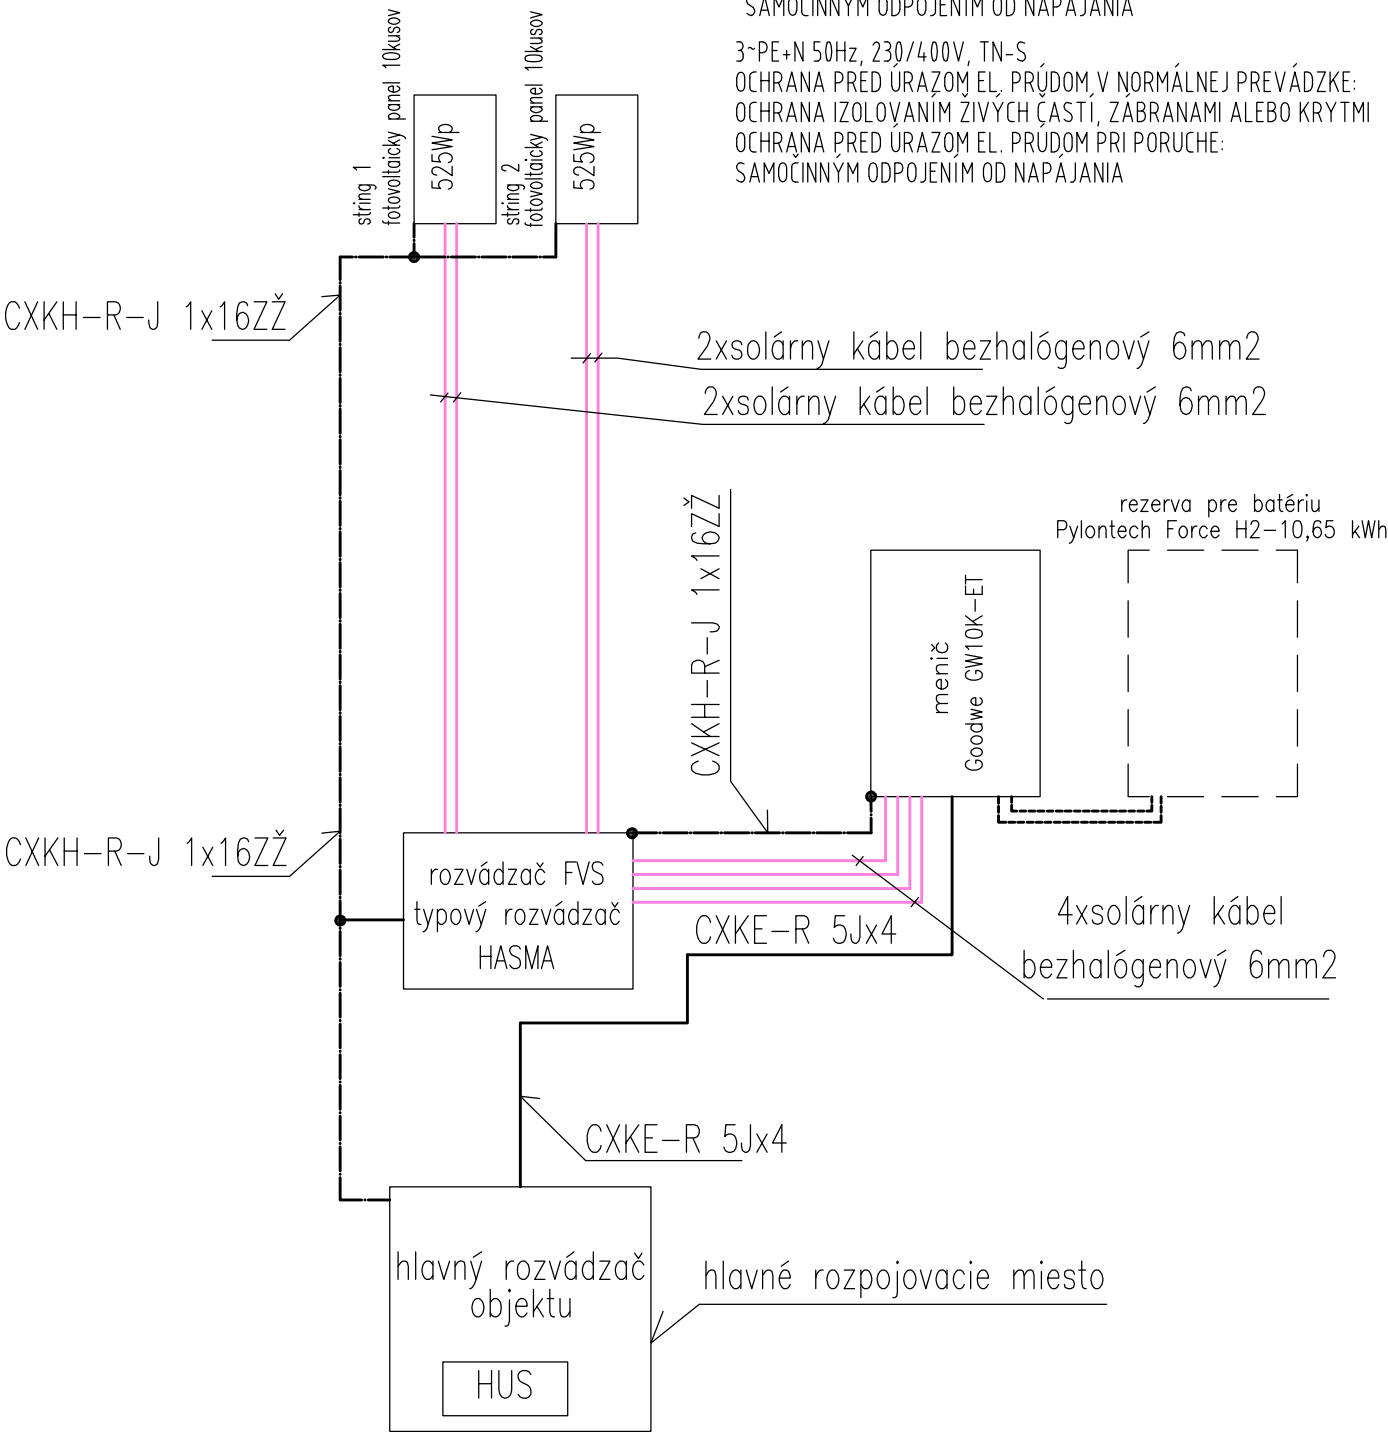 SAMOČINNÝM ODPOJENÍM OD NAPÁJANIA
3~PE+N 50Hz, 230/400V, TN-S
OCHRANA PRED ÚRAZOM EL. PRÚDOM V NORMÁLNEJ PREVÁDZKE:
OCHRANA IZOLOVANÍM ŽIVÝCH ČASTÍ, ZÁBRANAMI ALEBO KRYTMI
OCHRANA PRED ÚRAZOM EL. PRÚDOM PRI PORUCHE:
SAMOČINNÝM ODPOJENÍM OD NAPÁJANIA
string 1
fotovoltaicky panel 10kusov
525Wp
string 2
fotovoltaicky panel 10kusov
525Wp
CXKH-R-J 1x16ZŽ
2xsolárny kábel bezhalógenový 6mm2
2xsolárny kábel bezhalógenový 6mm2
CXKH-R-J 1x16ZŽ
rezerva pre batériu
Pylontech Force H2-10,65 kWh
menič
Goodwe GW10K-ET
CXKH-R-J 1x16ZŽ
rozvádzač FVS
typový rozvádzač
HASMA
CXKE-R 5Jx4
4xsolárny kábel
bezhalógenový 6mm2
CXKE-R 5Jx4
hlavný rozvádzač
objektu
HUS
hlavné rozpojovacie miesto